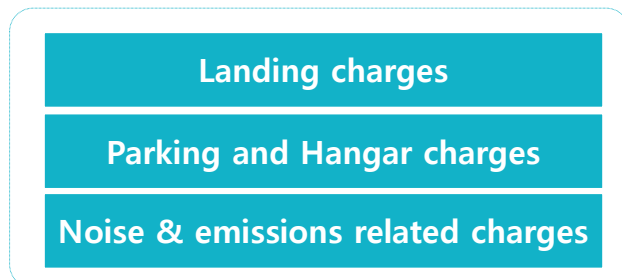 Landing charges
Parking and Hangar charges
Noise & emissions related charges